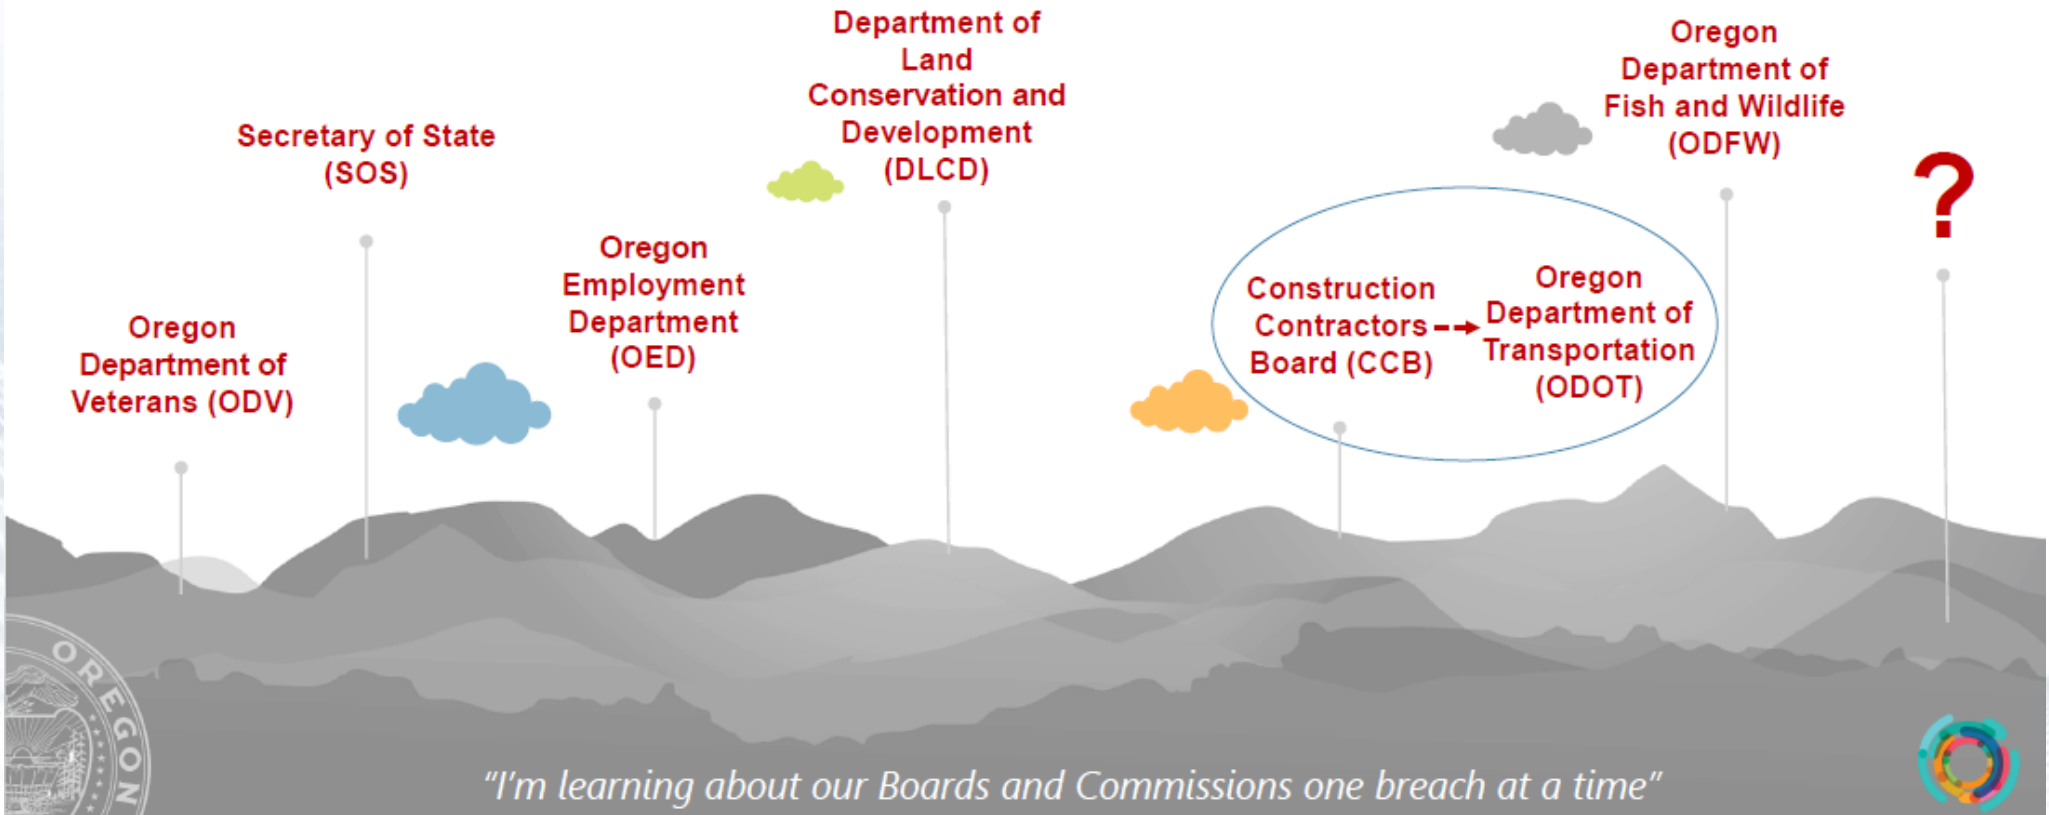 Oregon
Department of
Veterans (ODV)
Secretary of State
(SOS)
Oregon
Employment
Department
(OED)
Department of
Land
Conservation and
Development
(DLCD)
Construction
Contractors
Board (CCB)
Oregon
Department of
Transportation
(ODOT)
Oregon
Department of
Fish and Wildlife
(ODFW)
?
OREGON
“I’m learning about our Boards and Commissions one breach at a time”